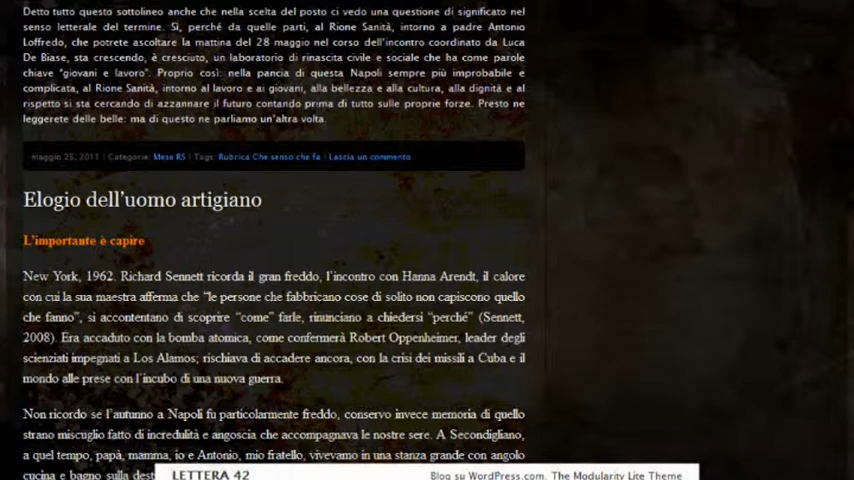 Detto tutto questo sottolineo anche che nella scelta del posto ci vedo una questione di significato nel
senso letterale del termine. Sì, perché da quelle parti, al Rione Sanità, intorno a padre Antonio
Loffredo, che potrete ascoltare la mattina del 28 maggio nel corso dell'incontro coordinato da Luca
De Biase, sta crescendo, è cresciuto, un laboratorio di rinascita civile e sociale che ha come parole
chiave "giovani e lavoro". Proprio così: nella pancia di questa Napoli sempre più improbabile e
complicata, al Rione Sanità, intorno al lavoro e ai giovani, alla bellezza e alla cultura, alla dignità e al
rispetto si sta cercando di azzannare il futuro contando prima di tutto sulle proprie forze. Presto ne
leggerete delle belle: ma di questo ne parliamo un'altra volta.
maggio 25, 2011 | Categorie: Mese RS | Tags: Rubrica Che senso che fa | Lascia un commento
Elogio dell'uomo artigiano
L'importante è capire
New York, 1962. Richard Sennett ricorda il gran freddo, l'incontro con Hanna Arendt, il calore
con cui la sua maestra afferma che "le persone che fabbricano cose di solito non capiscono quello
che fanno", si accontentano di scoprire "come" farle, rinunciano a chiedersi "perché" (Sennett,
2008). Era accaduto con la bomba atomica, come confermerà Robert Oppenheimer, leader degli
scienziati impegnati a Los Alamos; rischiava di accadere ancora, con la crisi dei missili a Cuba e il
mondo alle prese con l'incubo di una nuova guerra.
Non ricordo se l'autunno a Napoli fu particolarmente freddo, conservo invece memoria di quello
strano miscuglio fatto di incredulità e angoscia che accompagnava le nostre sere. A Secondigliano,
a quel tempo, papà, mamma, io e Antonio, mio fratello, vivevamo in una stanza grande con angolo
cucina e bagno sulla
LETTERA 42 Blog su WordPress.com. The Modularity Lite Theme